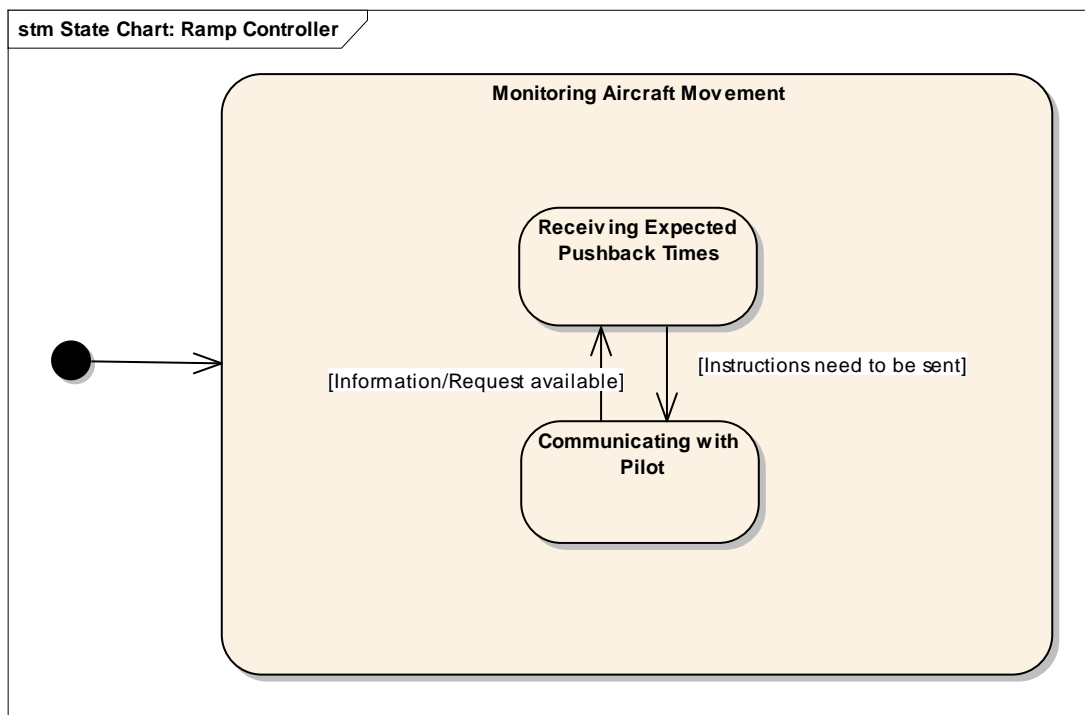 stm State Chart: Ramp Controller
Monitoring Aircraft Movement
Receiving Expected
Pushback Times
[Instructions need to be sent]
[Information/Request available]
Communicating with
Pilot